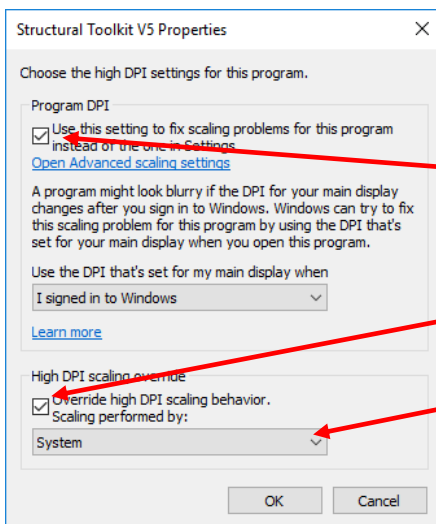 Structural Toolkit V5 Properties
Choose the high DPI settings for this program.
Program DPI
Use this setting to fix scaling problems for this program
instead of the one in Settings
Open Advanced scaling settings
A program might look blurry if the DPI for your main display
changes after you sign in to Windows. Windows can try to fix
this scaling problem for this program by using the DPI that's
set for your main display when you open this program.
Use the DPI that's set for my main display when
I signed in to Windows
Learn more
High DPI scaling override
Override high DPI scaling behavior.
Scaling performed by:
System
OK
Cancel